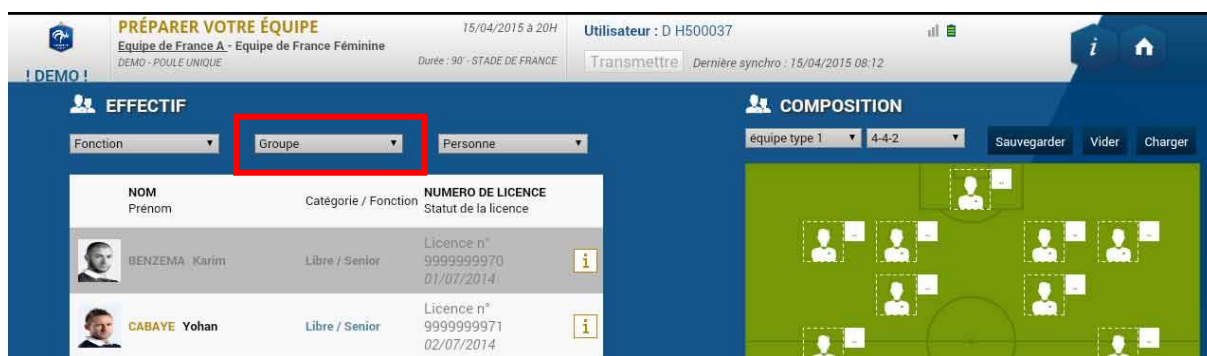 PRÉPARER VOTRE ÉQUIPE
Equipe de France A - Equipe de France Féminine
DEMO - POULE UNIQUE
! DEMO !
15/04/2015 à 20H
Durée : 90' - STADE DE FRANCE
Utilisateur : D H500037
Transmettre Dernière synchro : 15/04/2015 08:12
i
EFFECTIF
Fonction Groupe Personne
NOM
Prénom
Catégorie / Fonction
NUMERO DE LICENCE
Statut de la licence
BENZEMA Karim
Libre / Senior
Licence n°
9999999970
01/07/2014
i
CABAYE Yohan
Libre / Senior
Licence n°
9999999971
02/07/2014
i
COMPOSITION
équipe type 1 4-4-2 Sauvegarder Vider Charger